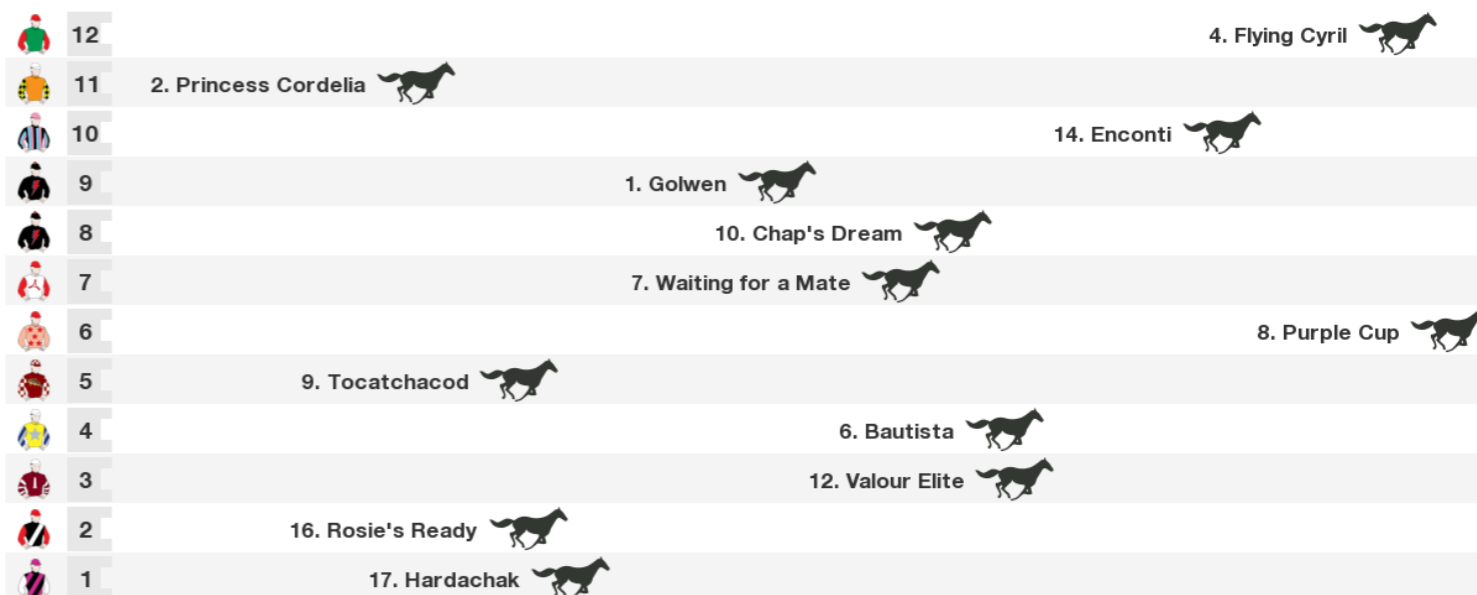 12 4. Flying Cyril
11 2. Princess Cordelia
10 14. Enconti
9 1. Golwen
8 10. Chap's Dream
7 7. Waiting for a Mate
6 8. Purple Cup
5 9. Tocatchacod
4 6. Bautista
3 12. Valour Elite
2 16. Rosie's Ready
1 17. Hardachak